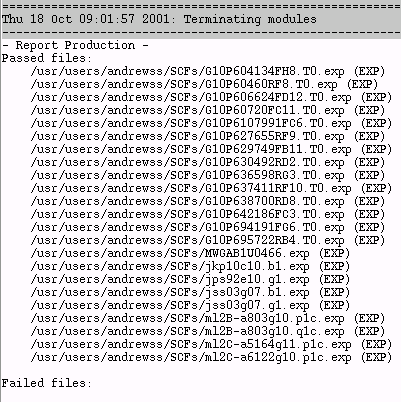 Thu 18 Oct 09:01:57 2001: Terminating modules
- Report Production -
Passed files:
/usr/users/andrewss/SCFs/G10P604134FH8.T0.exp (EXP)
/usr/users/andrewss/SCFs/G10P60460RF8.T0.exp (EXP)
/usr/users/andrewss/SCFs/G10P606624FD12.T0.exp (EXP)
/usr/users/andrewss/SCFs/G10P60720FC11.T0.exp (EXP)
/usr/users/andrewss/SCFs/G10P6107991FC6.T0.exp (EXP)
/usr/users/andrewss/SCFs/G10P627655RF9.T0.exp (EXP)
/usr/users/andrewss/SCFs/G10P629749FB11.T0.exp (EXP)
/usr/users/andrewss/SCFs/G10P630492RD2.T0.exp (EXP)
/usr/users/andrewss/SCFs/G10P636598RG3.T0.exp (EXP)
/usr/users/andrewss/SCFs/G10P637411RF10.T0.exp (EXP)
/usr/users/andrewss/SCFs/G10P638700RD8.T0.exp (EXP)
/usr/users/andrewss/SCFs/G10P642186FC3.T0.exp (EXP)
/usr/users/andrewss/SCFs/G10P694191FG6.T0.exp (EXP)
/usr/users/andrewss/SCFs/G10P695722RB4.T0.exp (EXP)
/usr/users/andrewss/SCFs/MWGAB1U0466.exp (EXP)
/usr/users/andrewss/SCFs/jkp10c10.b1.exp (EXP)
/usr/users/andrewss/SCFs/jps92e10.g1.exp (EXP)
/usr/users/andrewss/SCFs/jss03g07.b1.exp (EXP)
/usr/users/andrewss/SCFs/jss03g07.g1.exp (EXP)
/usr/users/andrewss/SCFs/ml2B-a803g10.p1c.exp (EXP)
/usr/users/andrewss/SCFs/ml2B-a803g10.q1c.exp (EXP)
/usr/users/andrewss/SCFs/ml2C-a5164g11.p1c.exp (EXP)
/usr/users/andrewss/SCFs/ml2C-a6122g10.p1c.exp (EXP)
Failed files: